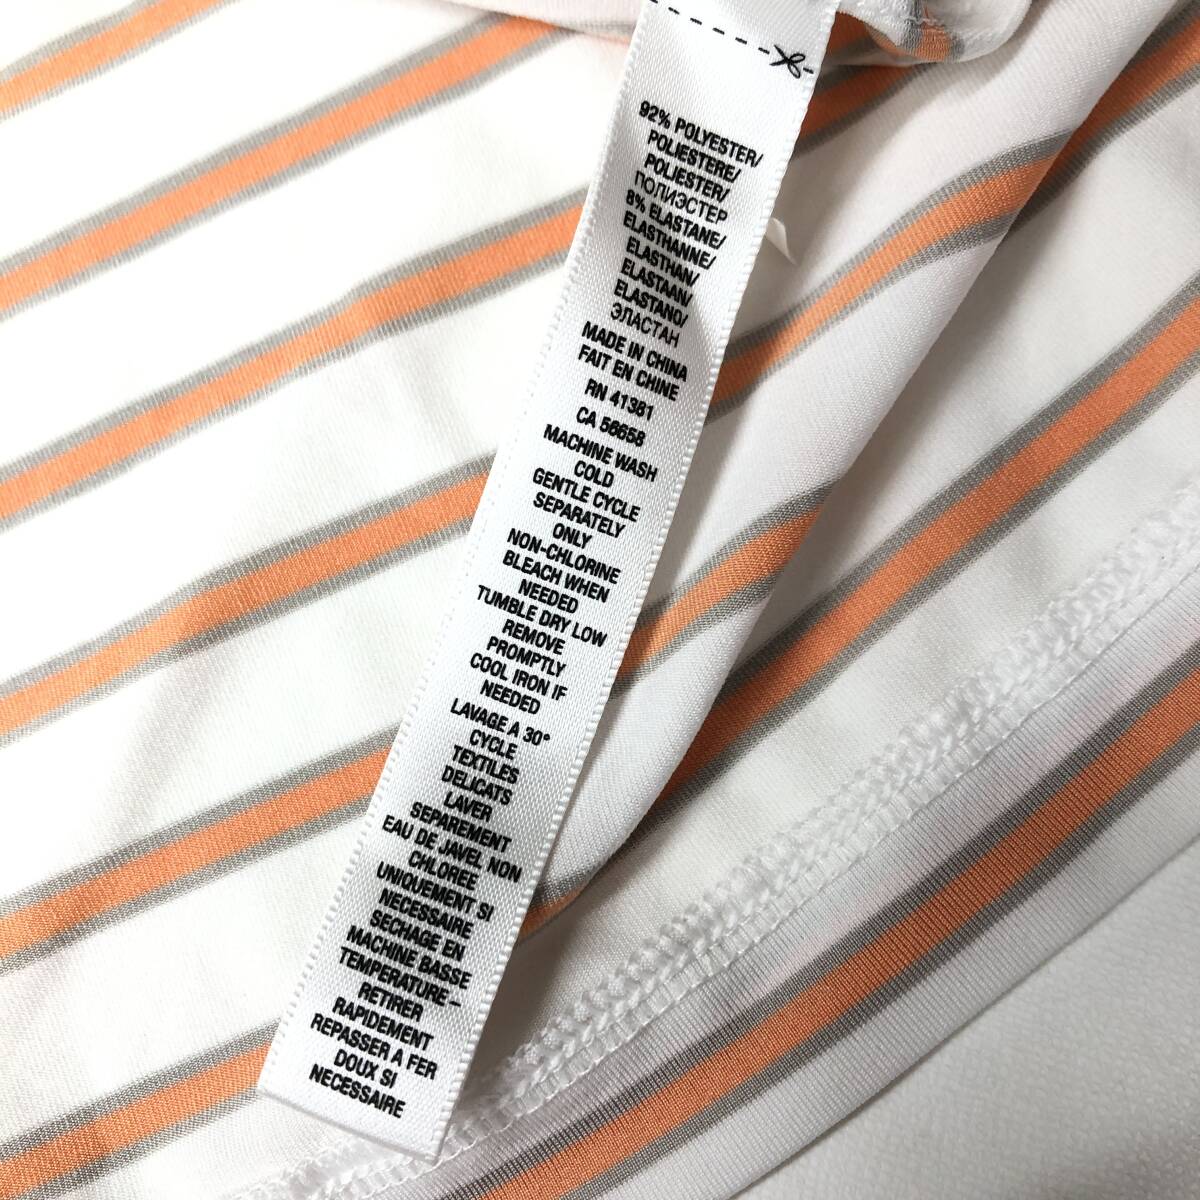 92% POLYESTER/
POLIESTERE/
POLIESTER/
ПОЛИЭСТЕР
8% ELASTANE/
ELASTHANNE/
ELASTHAN/
ELASTAAN/
ELASTANO/
ЭЛАСТАН
MADE IN CHINA
FAIT EN CHINE
RN 41381
CA 56658
MACHINE WASH
COLD
GENTLE CYCLE
SEPARATELY
ONLY
NON-CHLORINE
BLEACH WHEN
NEEDED
TUMBLE DRY LOW
REMOVE
PROMPTLY
COOL IRON IF
NEEDED
LAVAGE A 30°
CYCLE
TEXTILES
DELICATS
LAVER
SEPAREMENT
EAU DE JAVEL NON
CHLOREE
UNIQUEMENT SI
NECESSAIRE
SECHAGE EN
MACHINE BASSE
TEMPERATURE–
RETIRER
RAPIDEMENT
REPASSER A FER
DOUX SI
NECESSAIRE